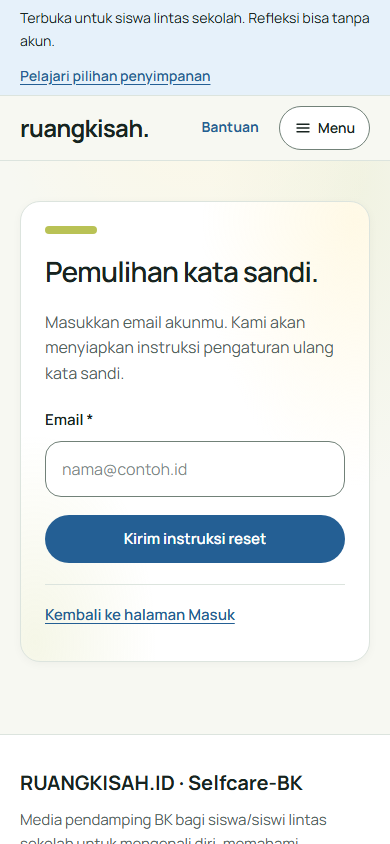 Terbuka untuk siswa lintas sekolah. Refleksi bisa tanpa
akun.
Pelajari pilihan penyimpanan
ruangkisah.
Bantuan
Menu
Pemulihan kata sandi.
Masukkan email akunmu. Kami akan
menyiapkan instruksi pengaturan ulang
kata sandi.
Email *
nama@contoh.id
Kirim instruksi reset
Kembali ke halaman Masuk
RUANGKISAH.ID · Selfcare-BK
Media pendamping BK bagi siswa/siswi lintas
sekolah untuk mengenali diri, memahami